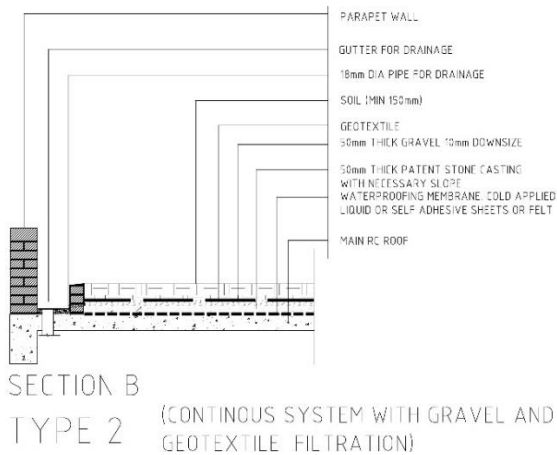 PARAPET WALL
GUTTER FOR DRAINAGE
18mm DIA PIPE FOR DRAINAGE
SOIL (MIN 150mm)
GEOTEXTILE
50mm THICK GRAVEL 10mm DOWNSIZE
50mm THICK PATENT STONE CASTING
WITH NECESSARY SLOPE
WATERPROOFING MEMBRANE, COLD APPLIED
LIQUID OR SELF ADHESIVE SHEETS OR FELT
MAIN RC ROOF
SECTION B
TYPE 2 (CONTINOUS SYSTEM WITH GRAVEL AND
GEOTEXTILE FILTRATION)